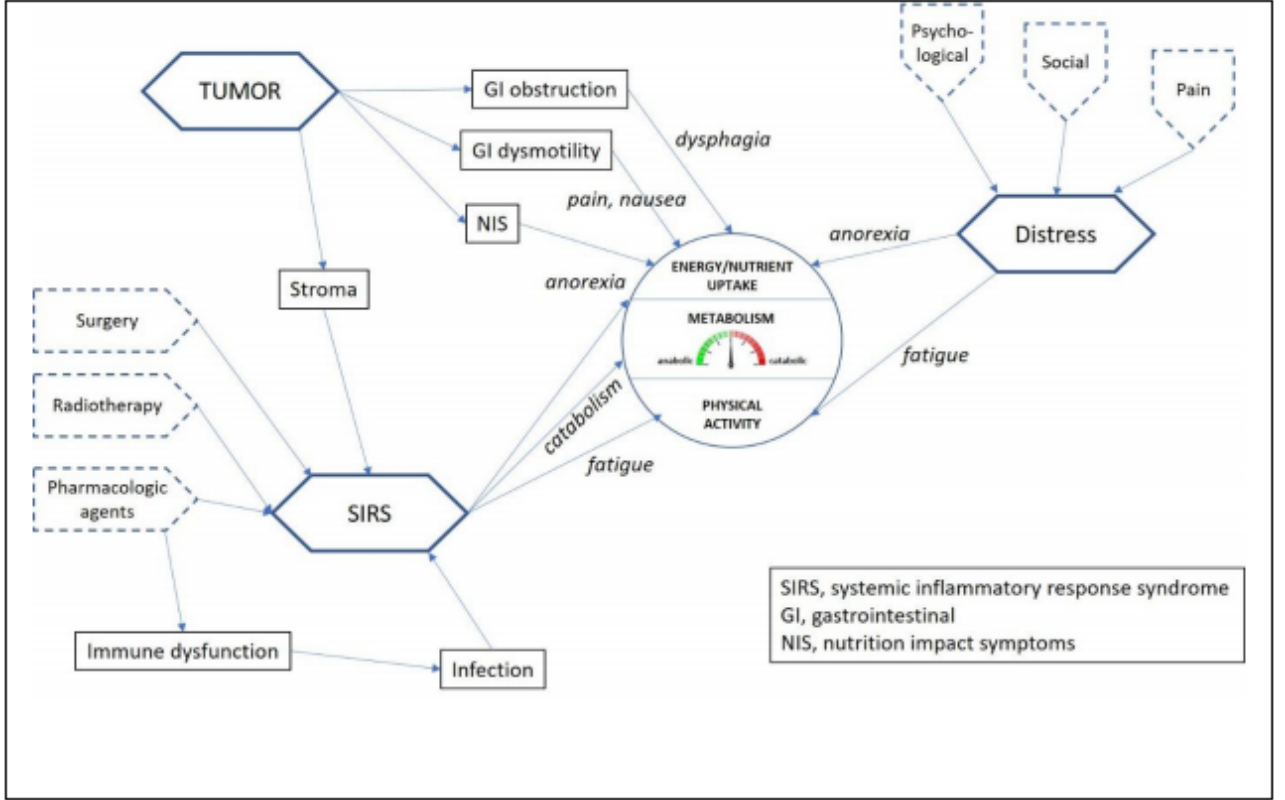 Psycho-
logical
Social
Pain
TUMOR
GI obstruction
dysphagia
GI dysmotility
pain, nausea
NIS
anorexia
Distress
ENERGY/NUTRIENT
UPTAKE
anorexia
Stroma
METABOLISM
anabolic
catabolic
Surgery
fatigue
Radiotherapy
catabolism
PHYSICAL
ACTIVITY
fatigue
Pharmacologic
agents
SIRS
SIRS, systemic inflammatory response syndrome
GI, gastrointestinal
NIS, nutrition impact symptoms
Immune dysfunction
Infection